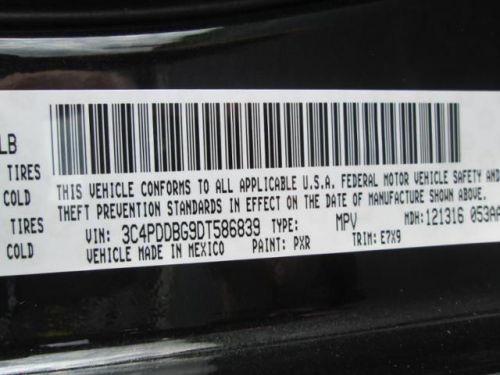 LB
TIRES
COLD
TIRES
COLD
THIS VEHICLE CONFORMS TO ALL APPLICABLE U.S.A. FEDERAL MOTOR VEHICLE SAFETY AND
THEFT PREVENTION STANDARDS IN EFFECT ON THE DATE OF MANUFACTURE SHOWN ABOVE.
VIN: 3C4PDDBG9DT586839 TYPE: MPV MDH: 121316 053AA
VEHICLE MADE IN MEXICO PAINT: PXR TRIM: E7X9